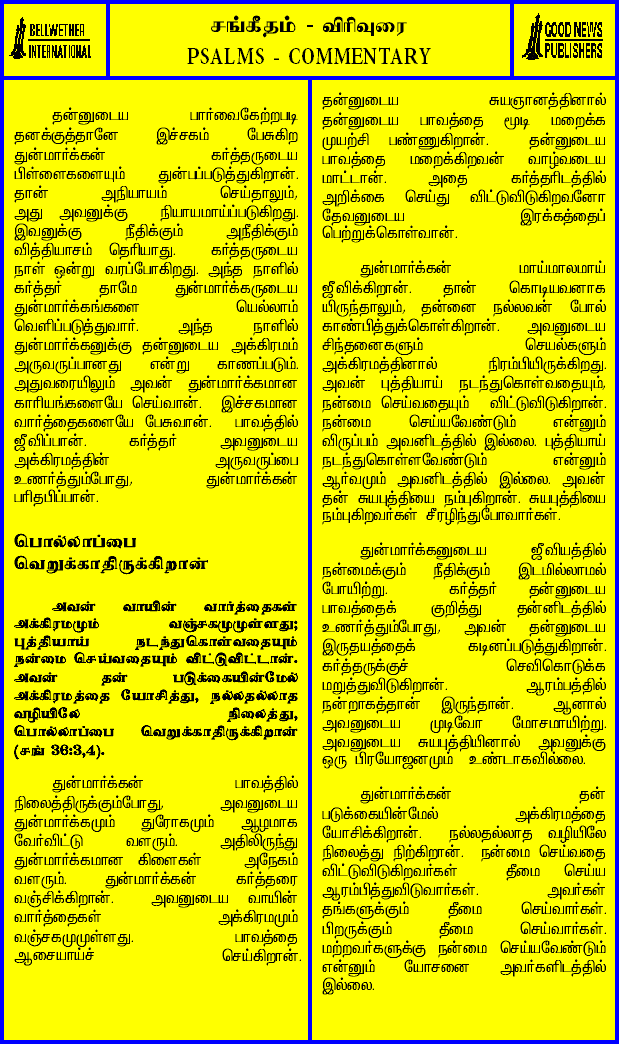 BELLWETHER
INTERNATIONAL
சங்கீதம் - விரிவுரை
PSALMS - COMMENTARY
GOOD NEWS
PUBLISHERS
தன்னுடைய பார்வைகேற்றபடி
தனக்குத்தானே இச்சகம் பேசுகிற
துன்மார்க்கன் கர்த்தருடைய
பிள்ளைகளையும் துன்பப்படுத்துகிறான்.
தான் அநியாயம் செய்தாலும்,
அது அவனுக்கு நியாயமாய்ப்படுகிறது.
இவனுக்கு நீதிக்கும் அநீதிக்கும்
வித்தியாசம் தெரியாது. கர்த்தருடைய
நாள் ஒன்று வரப்போகிறது. அந்த நாளில்
கர்த்தர் தாமே துன்மார்க்கருடைய
துன்மார்க்கங்களை யெல்லாம்
வெளிப்படுத்துவார். அந்த நாளில்
துன்மார்க்கனுக்கு தன்னுடைய அக்கிரமம்
அருவருப்பானது என்று காணப்படும்.
அதுவரையிலும் அவன் துன்மார்க்கமான
காரியங்களையே செய்வான். இச்சகமான
வார்த்தைகளையே பேசுவான். பாவத்தில்
ஜீவிப்பான். கர்த்தர் அவனுடைய
அக்கிரமத்தின் அருவருப்பை
உணர்த்தும்போது, துன்மார்க்கன்
பரிதபிப்பான்.
பொல்லாப்பை
வெறுக்காதிருக்கிறான்
அவன் வாயின் வார்த்தைகள்
அக்கிரமமும் வஞ்சகமுமுள்ளது;
புத்தியாய் நடந்துகொள்வதையும்
நன்மை செய்வதையும் விட்டுவிட்டான்.
அவன் தன் படுக்கையின்மேல்
அக்கிரமத்தை யோசித்து, நல்லதல்லாத
வழியிலே நிலைத்து,
பொல்லாப்பை வெறுக்காதிருக்கிறான்
(சங் 36:3,4).
துன்மார்க்கன் பாவத்தில்
நிலைத்திருக்கும்போது, அவனுடைய
துன்மார்க்கமும் துரோகமும் ஆழமாக
வேர்விட்டு வளரும். அதிலிருந்து
துன்மார்க்கமான கிளைகள் அநேகம்
வளரும். துன்மார்க்கன் கர்த்தரை
வஞ்சிக்கிறான். அவனுடைய வாயின்
வார்த்தைகள் அக்கிரமமும்
வஞ்சகமுமுள்ளது. பாவத்தை
ஆசையாய்ச் செய்கிறான்.
தன்னுடைய சுயஞானத்தினால்
தன்னுடைய பாவத்தை மூடி மறைக்க
முயற்சி பண்ணுகிறான். தன்னுடைய
பாவத்தை மறைக்கிறவன் வாழ்வடைய
மாட்டான். அதை கர்த்தரிடத்தில்
அறிக்கை செய்து விட்டுவிடுகிறவனோ
தேவனுடைய இரக்கத்தைப்
பெற்றுக்கொள்வான்.
துன்மார்க்கன் மாய்மாலமாய்
ஜீவிக்கிறான். தான் கொடியவனாக
யிருந்தாலும், தன்னை நல்லவன் போல்
காண்பித்துக்கொள்கிறான். அவனுடைய
சிந்தனைகளும் செயல்களும்
அக்கிரமத்தினால் நிரம்பியிருக்கிறது.
அவன் புத்தியாய் நடந்துகொள்வதையும்,
நன்மை செய்வதையும் விட்டுவிடுகிறான்.
நன்மை செய்யவேண்டும் என்னும்
விருப்பம் அவனிடத்தில் இல்லை. புத்தியாய்
நடந்துகொள்ளவேண்டும் என்னும்
ஆர்வமும் அவனிடத்தில் இல்லை. அவன்
தன் சுயபுத்தியை நம்புகிறான். சுயபுத்தியை
நம்புகிறவர்கள் சீரழிந்துபோவார்கள்.
துன்மார்க்கனுடைய ஜீவியத்தில்
நன்மைக்கும் நீதிக்கும் இடமில்லாமல்
போயிற்று. கர்த்தர் தன்னுடைய
பாவத்தைக் குறித்து தன்னிடத்தில்
உணர்த்தும்போது, அவன் தன்னுடைய
இருதயத்தைக் கடினப்படுத்துகிறான்.
கர்த்தருக்குச் செவிகொடுக்க
மறுத்துவிடுகிறான். ஆரம்பத்தில்
நன்றாகத்தான் இருந்தான். ஆனால்
அவனுடைய முடிவோ மோசமாயிற்று.
அவனுடைய சுயபுத்தியினால் அவனுக்கு
ஒரு பிரயோஜனமும் உண்டாகவில்லை.
துன்மார்க்கன் தன்
படுக்கையின்மேல் அக்கிரமத்தை
யோசிக்கிறான். நல்லதல்லாத வழியிலே
நிலைத்து நிற்கிறான். நன்மை செய்வதை
விட்டுவிடுகிறவர்கள் தீமை செய்ய
ஆரம்பித்துவிடுவார்கள். அவர்கள்
தங்களுக்கும் தீமை செய்வார்கள்.
பிறருக்கும் தீமை செய்வார்கள்.
மற்றவர்களுக்கு நன்மை செய்யவேண்டும்
என்னும் யோசனை அவர்களிடத்தில்
இல்லை.